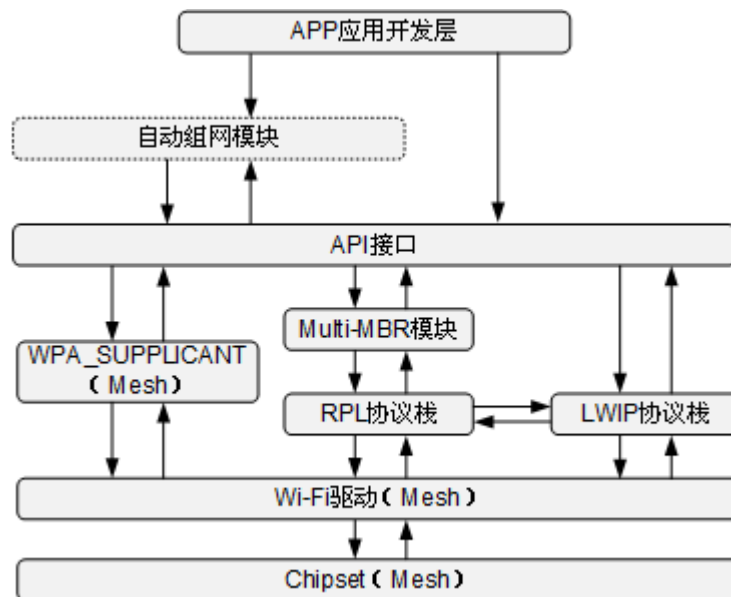 APP应用开发层
自动组网模块
API接口
Multi-MBR模块
WPA_SUPPLICANT
（Mesh）
RPL协议栈
LWIP协议栈
Wi-Fi驱动（Mesh）
Chipset（Mesh）